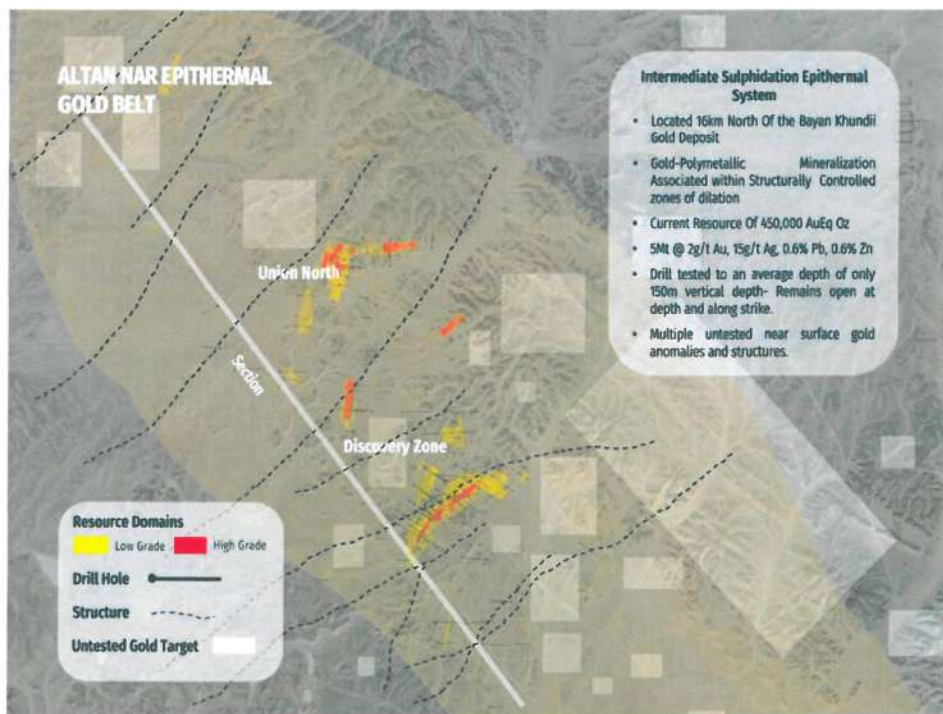 ALTAN NAR EPITHERMAL
GOLD BELT
Intermediate Sulphidation Epithermal
System
• Located 16km North Of the Bayan Khundii
Gold Deposit
• Gold-Polymetallic Mineralization
Associated within Structurally Controlled
zones of dilation
• Current Resource Of 450,000 AuEq Oz
• 5Mt @ 2g/t Au, 15g/t Ag, 0.6% Pb, 0.6% Zn
• Drill tested to an average depth of only
150m vertical depth- Remains open at
depth and along strike.
• Multiple untested near surface gold
anomalies and structures.
Union North
Section
Discovery Zone
Resource Domains
Low Grade
High Grade
Drill Hole
Structure
Untested Gold Target